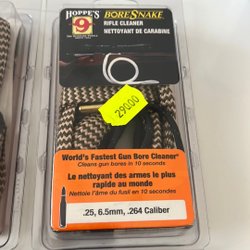 HOPPE'S
9
BORESNAKE
RIFLE CLEANER
NETTOYANT DE CARABINE
29000
World's Fastest Gun Bore Cleaner
Cleans gun bores in 10 seconds
Le nettoyant des armes le plus
rapide au monde
Nettoie l'âme du fusil en 10 secondes
.25, 6.5mm, .264 Caliber